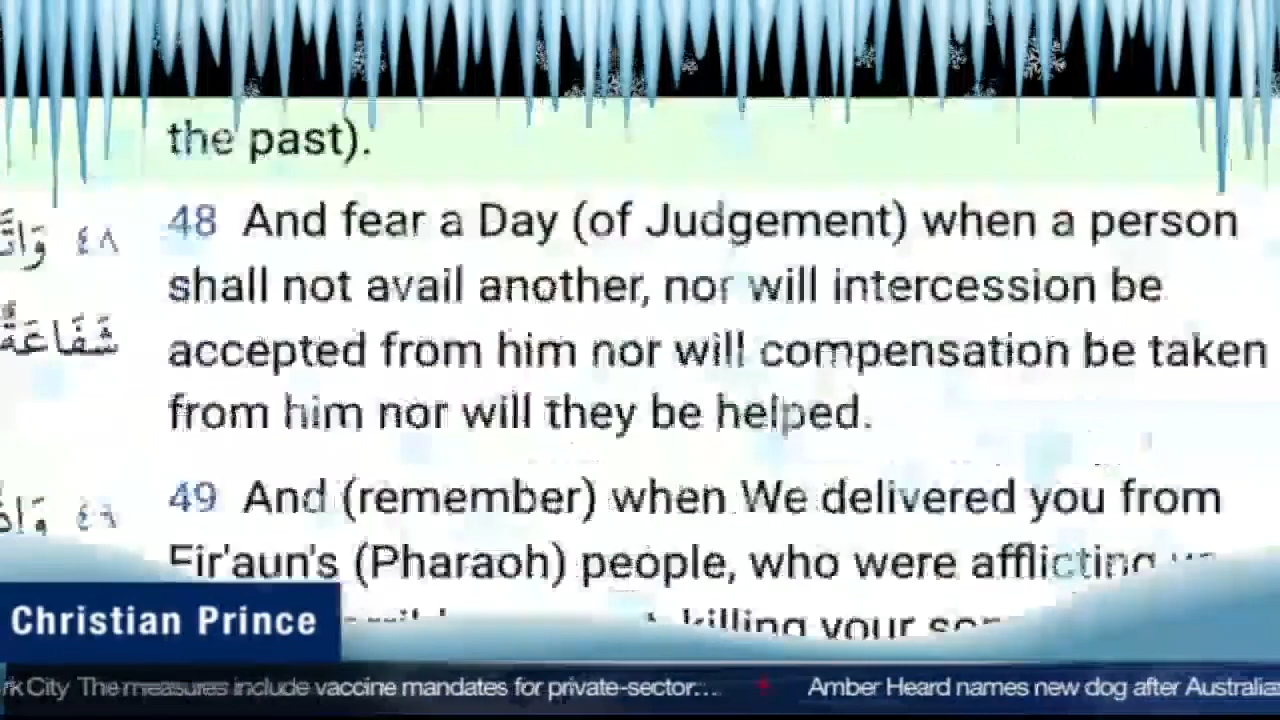 the past).
٤٨
شَفَاعَةٌ
48 And fear a Day (of Judgement) when a person
shall not avail another, nor will intercession be
accepted from him nor will compensation be taken
from him nor will they be helped.
٤٩
49 And (remember) when We delivered you from
Fir'aun's (Pharaoh) people, who were afflicting
killing your
Christian Prince
rk City The measures include vaccine mandates for private-sector... Amber Heard names new dog after Australia